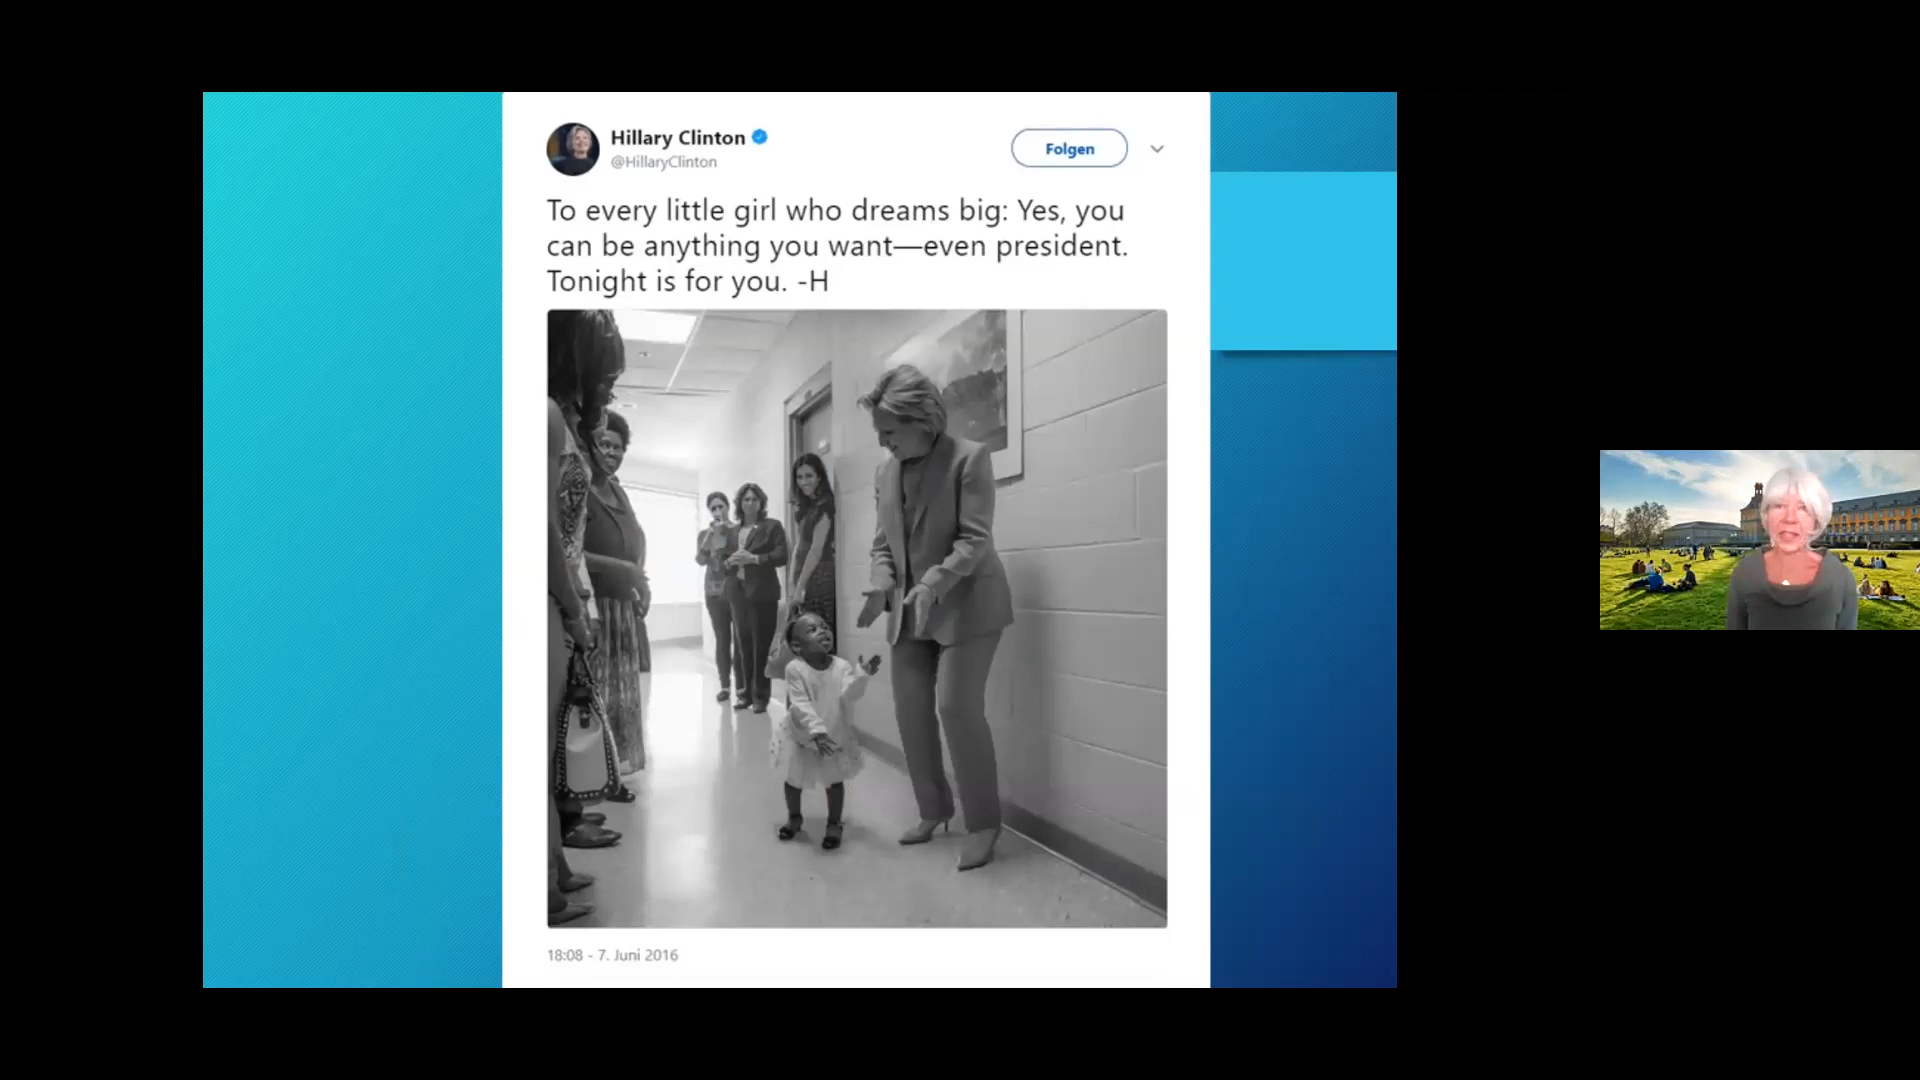 Hillary Clinton
@HillaryClinton
Folgen
To every little girl who dreams big: Yes, you
can be anything you want—even president.
Tonight is for you. -H
18:08 - 7. Juni 2016